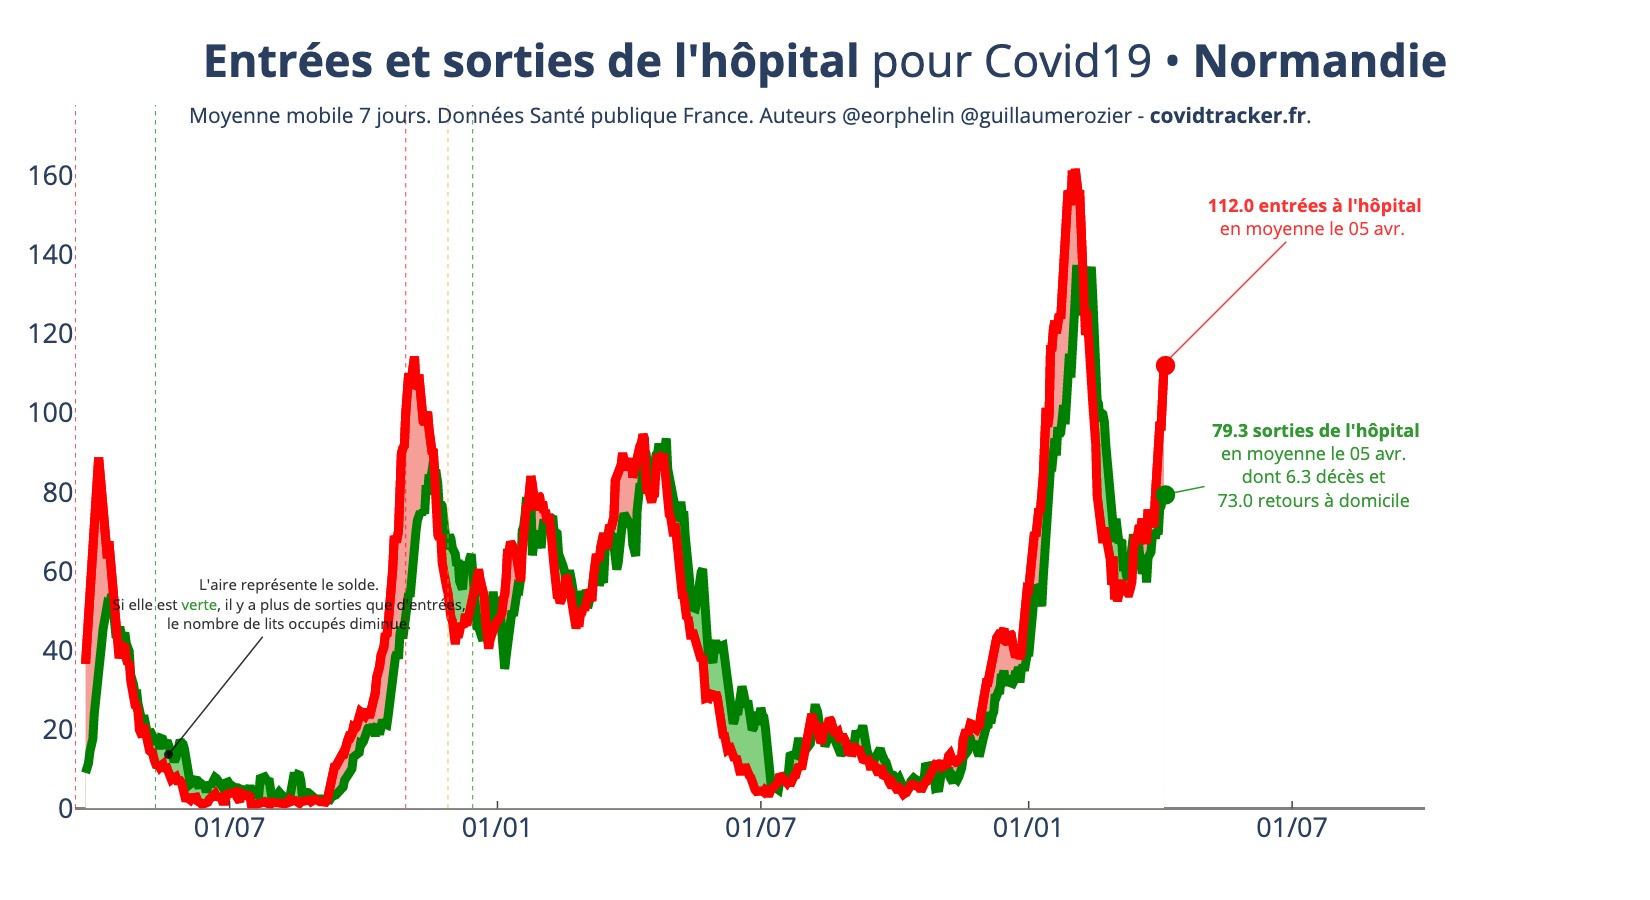 Entrées et sorties de l'hôpital pour Covid19 • Normandie
Moyenne mobile 7 jours. Données Santé publique France. Auteurs @eorphelin @guillaumerozier - covidtracker.fr.
160
140
120
100
80
60
40
20
0
112.0 entrées à l'hôpital
en moyenne le 05 avr.
79.3 sorties de l'hôpital
en moyenne le 05 avr.
dont 6.3 décès et
73.0 retours à domicile
L'aire représente le solde.
Si elle est verte, il y a plus de sorties que d'entrées,
le nombre de lits occupés diminue.
01/07
01/01
01/07
01/01
01/07